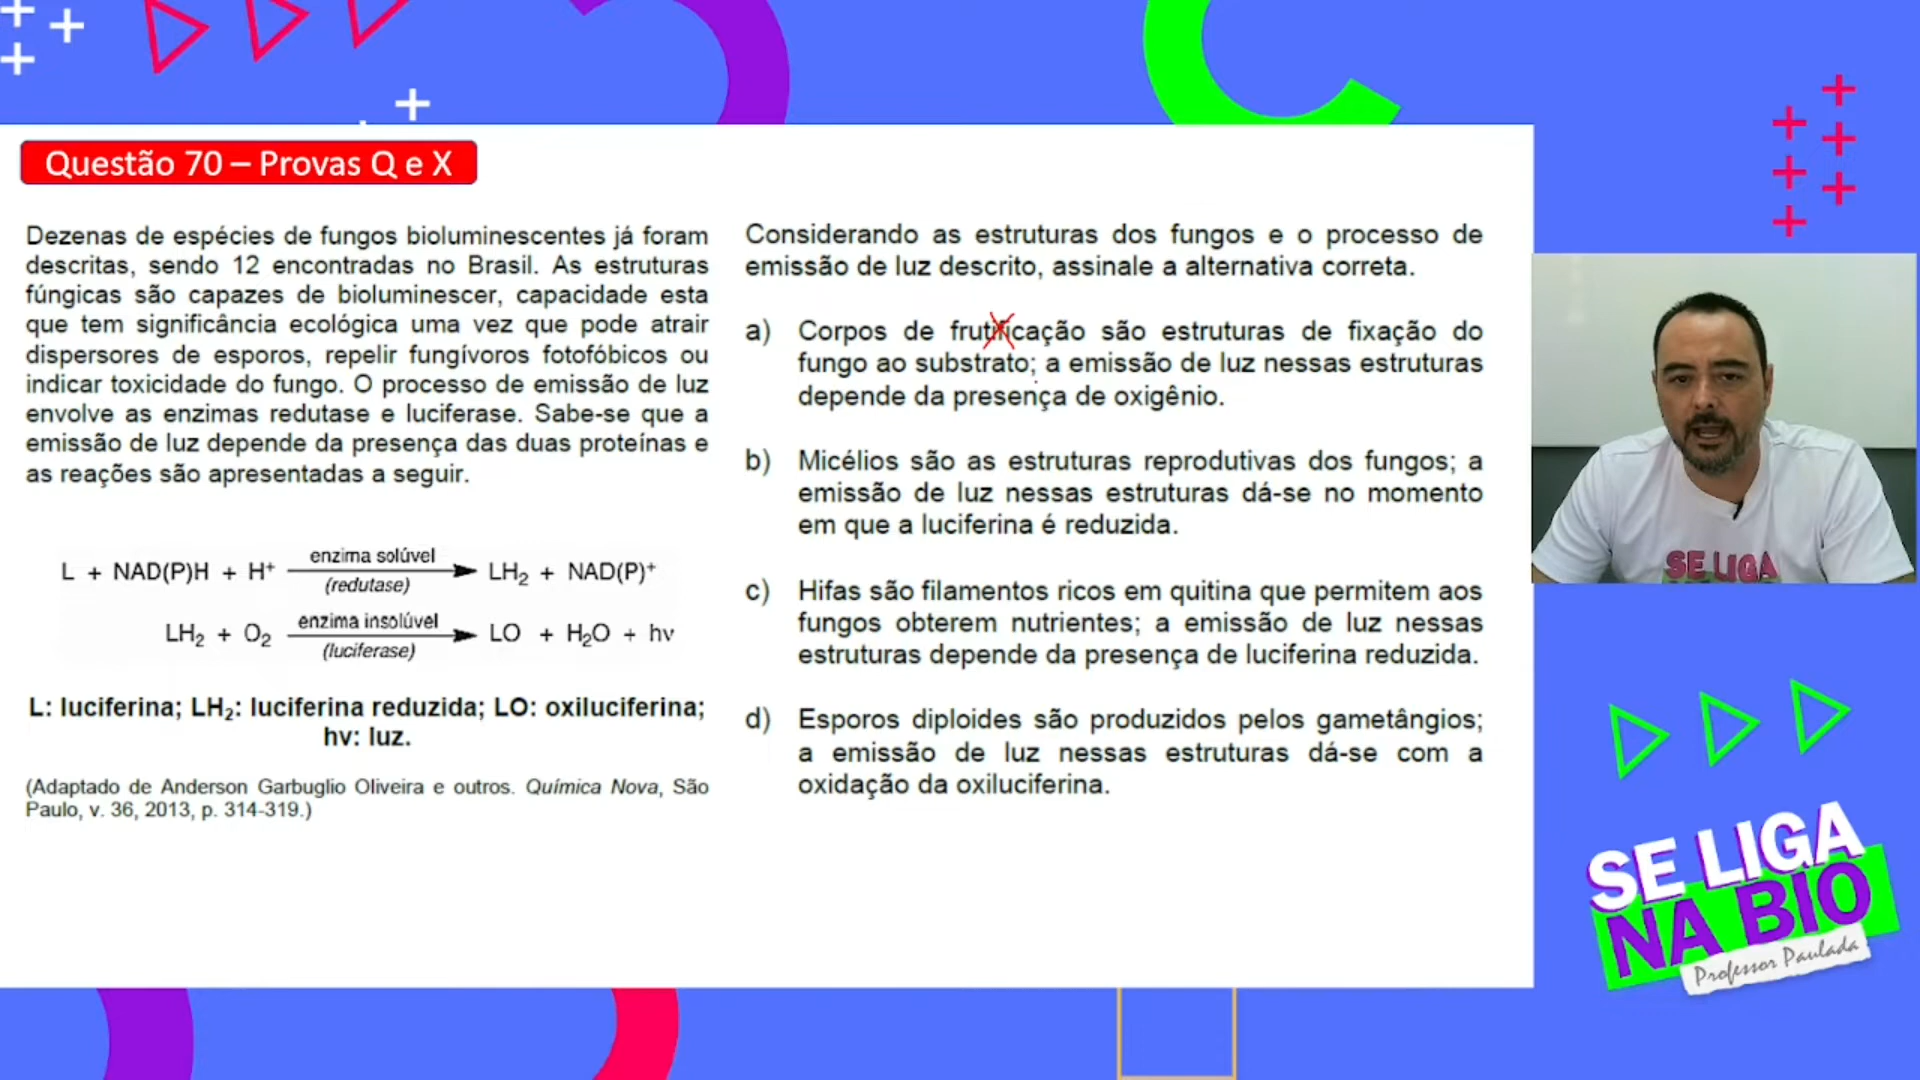 Questão 70 – Provas Q e X
Dezenas de espécies de fungos bioluminescentes já foram
descritas, sendo 12 encontradas no Brasil. As estruturas
fúngicas são capazes de bioluminescer, capacidade esta
que tem significância ecológica uma vez que pode atrair
dispersores de esporos, repelir fungívoros fotofóbicos ou
indicar toxicidade do fungo. O processo de emissão de luz
envolve as enzimas redutase e luciferase. Sabe-se que a
emissão de luz depende da presença das duas proteínas e
as reações são apresentadas a seguir.
enzima solúvel
L + NAD(P)H + H⁺ → LH₂ + NAD(P)⁺
(redutase)
enzima insolúvel
LH₂ + O₂ → LO + H₂O + hν
(luciferase)
L: luciferina; LH₂: luciferina reduzida; LO: oxiluciferina;
hν: luz.
(Adaptado de Anderson Garbuglio Oliveira e outros. Química Nova, São
Paulo, v. 36, 2013, p. 314-319.)
Considerando as estruturas dos fungos e o processo de
emissão de luz descrito, assinale a alternativa correta.
a) Corpos de frutificação são estruturas de fixação do
fungo ao substrato; a emissão de luz nessas estruturas
depende da presença de oxigênio.
b) Micélios são as estruturas reprodutivas dos fungos; a
emissão de luz nessas estruturas dá-se no momento
em que a luciferina é reduzida.
c) Hifas são filamentos ricos em quitina que permitem aos
fungos obterem nutrientes; a emissão de luz nessas
estruturas depende da presença de luciferina reduzida.
d) Esporos diploides são produzidos pelos gametângios;
a emissão de luz nessas estruturas dá-se com a
oxidação da oxiluciferina.
SE LIGA
SE LIGA
NA BIO
Professor Paulada